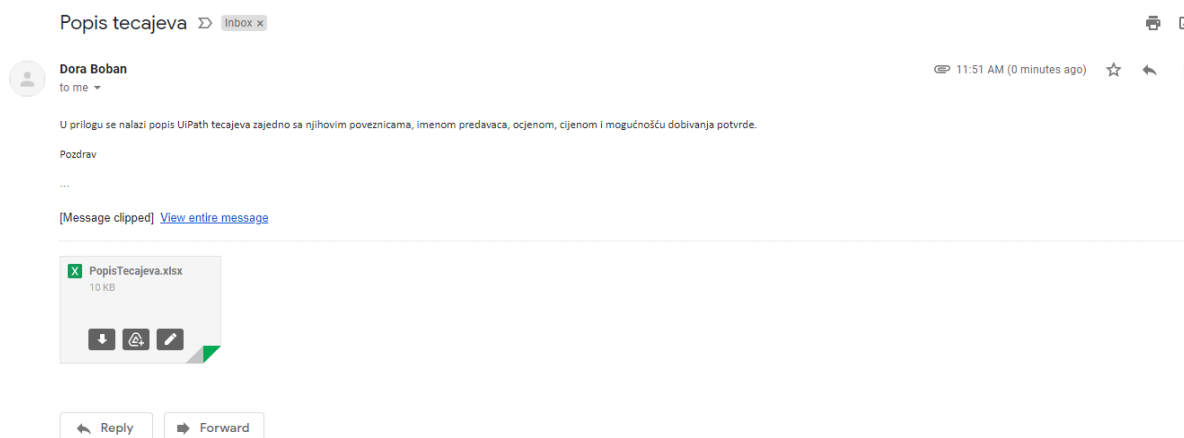 Popis tecajeva Inbox x
Dora Boban 11:51 AM (0 minutes ago)
to me
U prilogu se nalazi popis UiPath tecajeva zajedno sa njihovim poveznicama, imenom predavaca, ocjenom, cijenom i mogućnošću dobivanja potvrde.
Pozdrav
...
[Message clipped] View entire message
X PopisTecajeva.xlsx
10 KB
Reply Forward